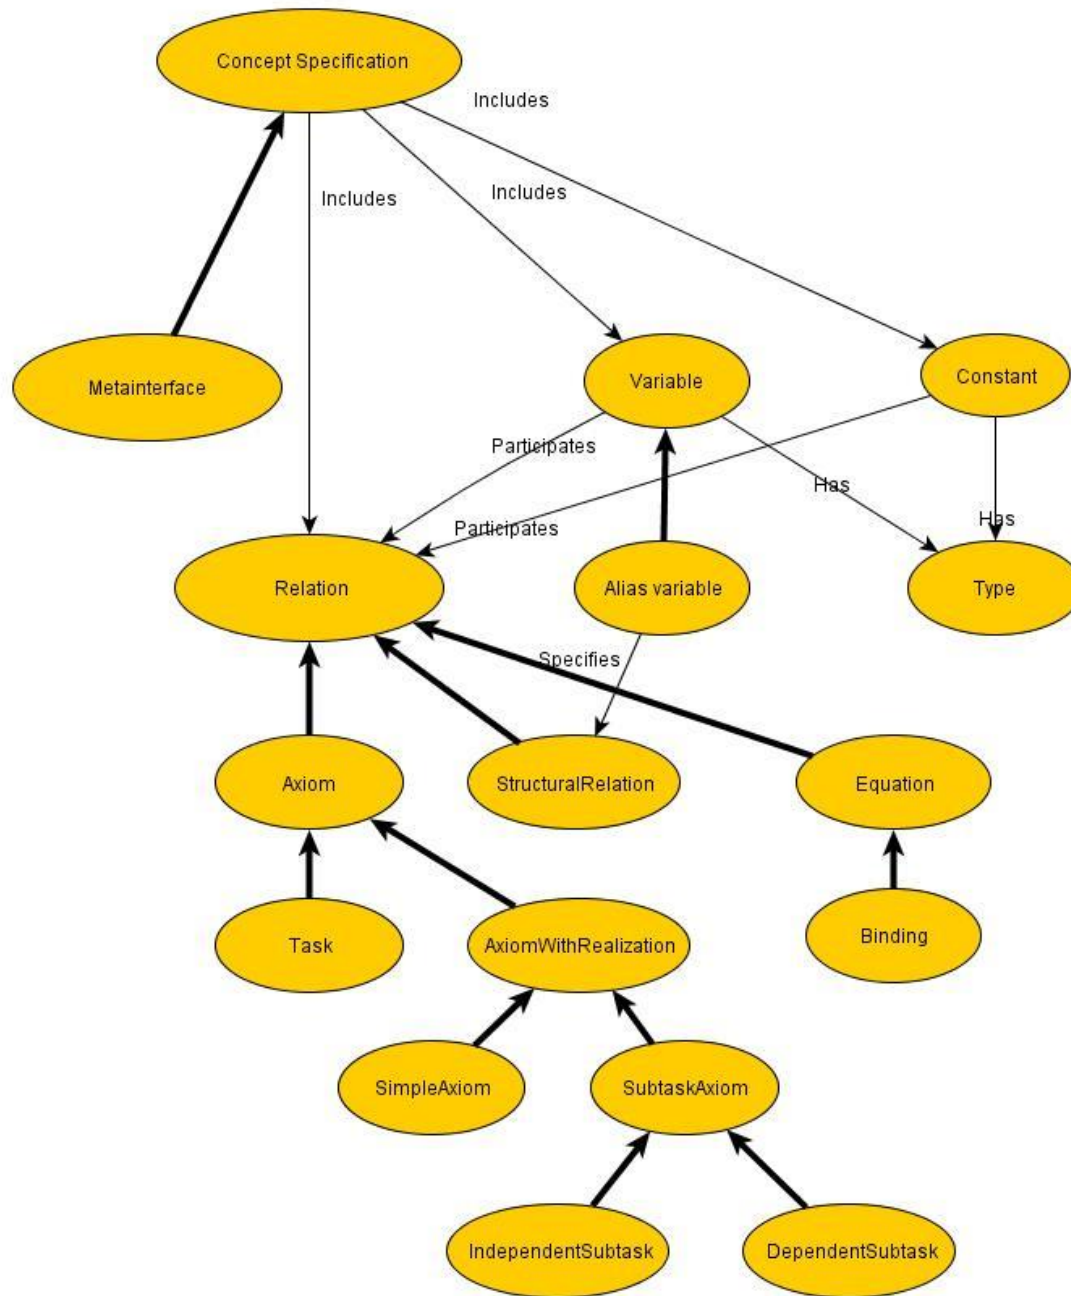 Concept Specification
Includes
Includes
Includes
Metainterface
Variable
Constant
Participates
Has
Participates
Has
Relation
Alias variable
Type
Specifies
Axiom
StructuralRelation
Equation
Task
AxiomWithRealization
Binding
SimpleAxiom
SubtaskAxiom
IndependentSubtask
DependentSubtask